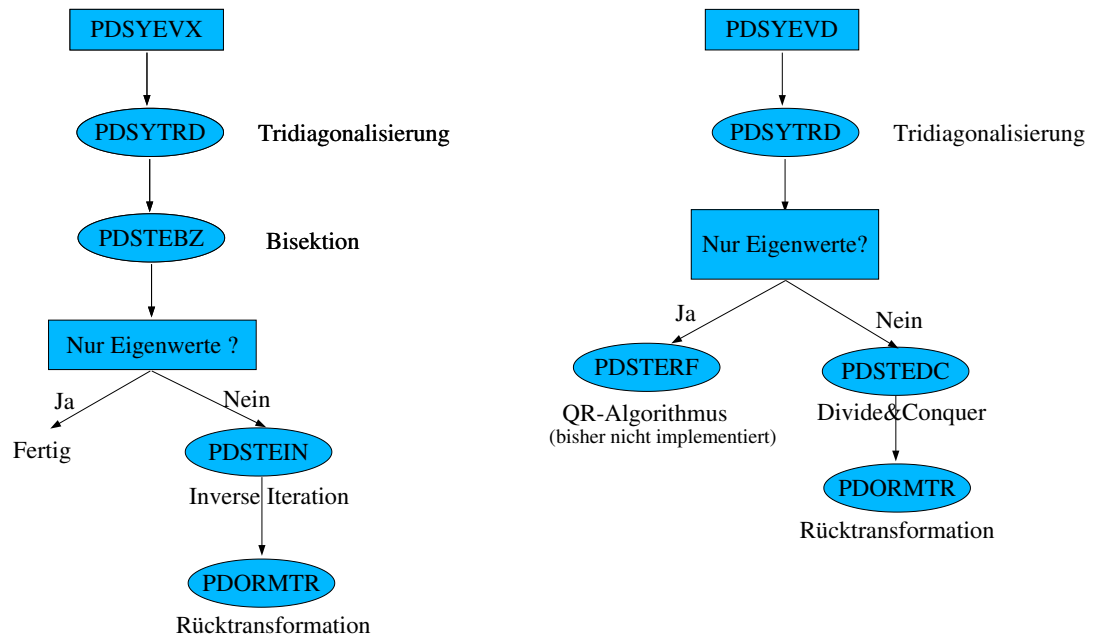 PDSYEVX
PDSYTRD
Tridiagonalisierung
PDSTEBZ
Bisektion
Nur Eigenwerte ?
Ja
Nein
Fertig
PDSTEIN
Inverse Iteration
PDORMTR
Rücktransformation
PDSYEVD
PDSYTRD
Tridiagonalisierung
Nur Eigenwerte?
Ja
Nein
PDSTERF
QR-Algorithmus
(bisher nicht implementiert)
PDSTEDC
Divide&Conquer
PDORMTR
Rücktransformation